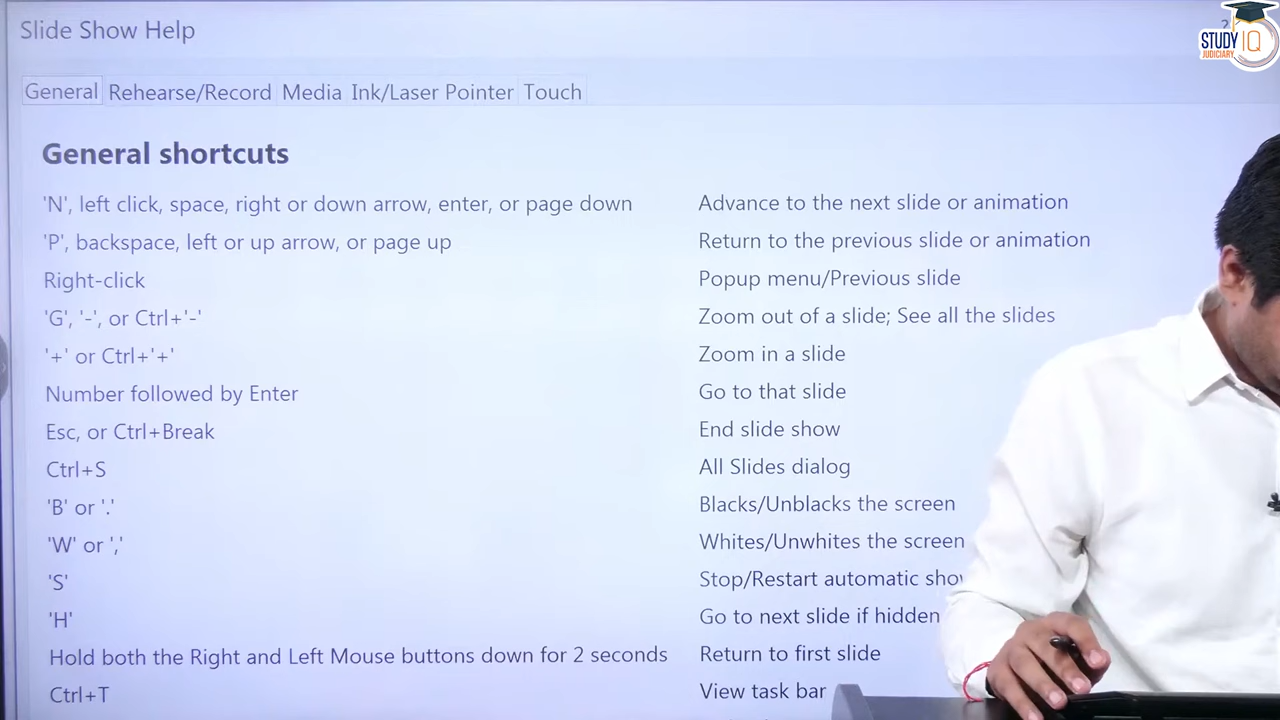 Slide Show Help
STUDY IQ
JUDICIARY
General Rehearse/Record Media Ink/Laser Pointer Touch
General shortcuts
'N', left click, space, right or down arrow, enter, or page down Advance to the next slide or animation
'P', backspace, left or up arrow, or page up Return to the previous slide or animation
Right-click Popup menu/Previous slide
'G', '-', or Ctrl+'-' Zoom out of a slide; See all the slides
'+' or Ctrl+'+' Zoom in a slide
Number followed by Enter Go to that slide
Esc, or Ctrl+Break End slide show
Ctrl+S All Slides dialog
'B' or '.' Blacks/Unblacks the screen
'W' or ',' Whites/Unwhites the screen
'S' Stop/Restart automatic
'H' Go to next slide if hidden
Hold both the Right and Left Mouse buttons down for 2 seconds Return to first slide
Ctrl+T View task bar